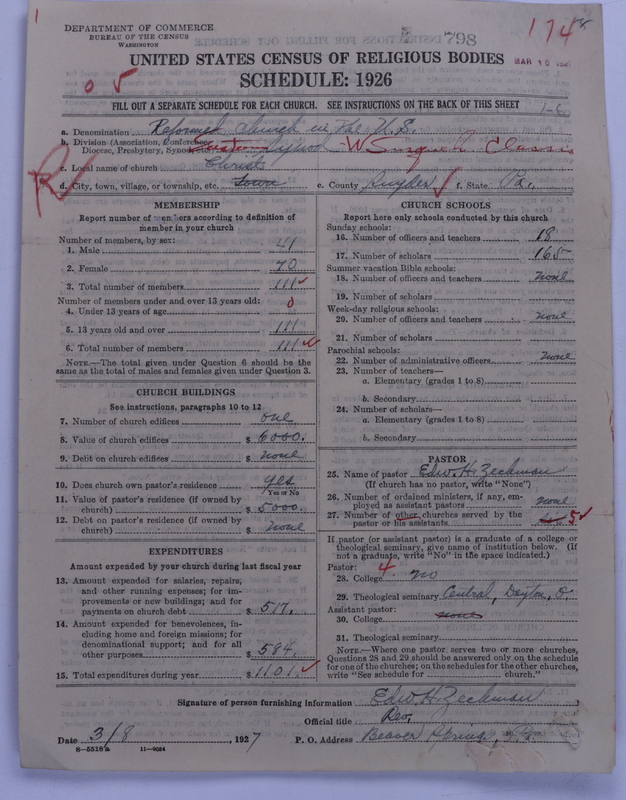 DEPARTMENT OF COMMERCE
BUREAU OF THE CENSUS
WASHINGTON
798
174
MAR 10
UNITED STATES CENSUS OF RELIGIOUS BODIES
SCHEDULE: 1926
FILL OUT A SEPARATE SCHEDULE FOR EACH CHURCH. SEE INSTRUCTIONS ON THE BACK OF THIS SHEET
1-6
a. Denomination Reformed Church in the U.S.
b. Division (Association, Conference, Diocese, Presbytery, Synod Eastern Synod - W Susqueh. Classis
c. Local name of church Christ
d. City, town, village, or township, etc. Town e. County Snyder f. State Pa.
MEMBERSHIP
Report number of members according to definition of member in your church
Number of members, by sex:
1. Male 41
2. Female 70
3. Total number of members 111
Number of members under and over 13 years old:
4. Under 13 years of age 0
5. 13 years old and over 111
6. Total number of members 111
NOTE.—The total given under Question 6 should be the same as the total of males and females given under Question 3.
CHURCH BUILDINGS
See instructions, paragraphs 10 to 12
7. Number of church edifices one
8. Value of church edifices $ 6000.
9. Debt on church edifices $ none
10. Does church own pastor's residence yes
Yes or No
11. Value of pastor's residence (if owned by church) $ 5000.
12. Debt on pastor's residence (if owned by church) $ none
EXPENDITURES
Amount expended by your church during last fiscal year
13. Amount expended for salaries, repairs, and other running expenses; for improvements or new buildings; and for payments on church debt $ 517.
14. Amount expended for benevolences, including home and foreign missions; for denominational support; and for all other purposes $ 584.
15. Total expenditures during year $ 1101.
CHURCH SCHOOLS
Report here only schools conducted by this church
Sunday schools:
16. Number of officers and teachers 18
17. Number of scholars 165
Summer vacation Bible schools:
18. Number of officers and teachers none
19. Number of scholars
Week-day religious schools:
20. Number of officers and teachers none
21. Number of scholars
Parochial schools:
22. Number of administrative officers none
23. Number of teachers—
a. Elementary (grades 1 to 8)
b. Secondary
24. Number of scholars—
a. Elementary (grades 1 to 8)
b. Secondary
PASTOR
25. Name of pastor Edw. H. Zechman
(If church has no pastor, write "None")
26. Number of ordained ministers, if any, employed as assistant pastors none
27. Number of other churches served by the pastor or his assistants 5
If pastor (or assistant pastor) is a graduate of a college or theological seminary, give name of institution below. (If not a graduate, write "No" in the space indicated.)
Pastor: 4
28. College no
29. Theological seminary Central, Dayton, O.
Assistant pastor:
30. College none
31. Theological seminary
NOTE.—Where one pastor serves two or more churches, Questions 28 and 29 should be answered only on the schedule for one of the churches; on the schedules for the other churches, write "See schedule for church."
Signature of person furnishing information Edw. H. Zechman
Official title Rev.
Date 3/8, 1927 P. O. Address Beaver Springs, Pa.
8-5518a 11-9034